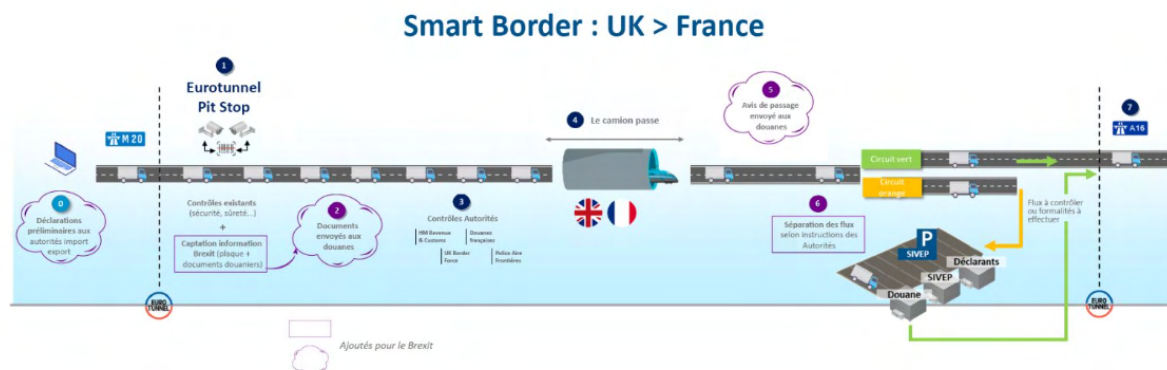 Smart Border : UK > France
1
Eurotunnel
Pit Stop
M 20
0
Déclarations
préliminaires aux
autorités import
export
Contrôles existants
(sécurité, sûreté...)
+
Captation information
Brexit (plaque +
documents douaniers)
2
Documents
envoyés aux
douanes
3
Contrôles Autorités
HM Revenue
& Customs
Douanes
françaises
UK Border
Force
Police Aire
Frontières
4
Le camion passe
5
Avis de passage
envoyé aux
douanes
6
Séparation des flux
selon instructions des
Autorités
Circuit vert
Circuit
orange
Flux à contrôler
ou formalités à
effectuer
P
SIVEP
Déclarants
SIVEP
Douane
7
A16
EURO
TUNNEL
EURO
TUNNEL
Ajoutés pour le Brexit